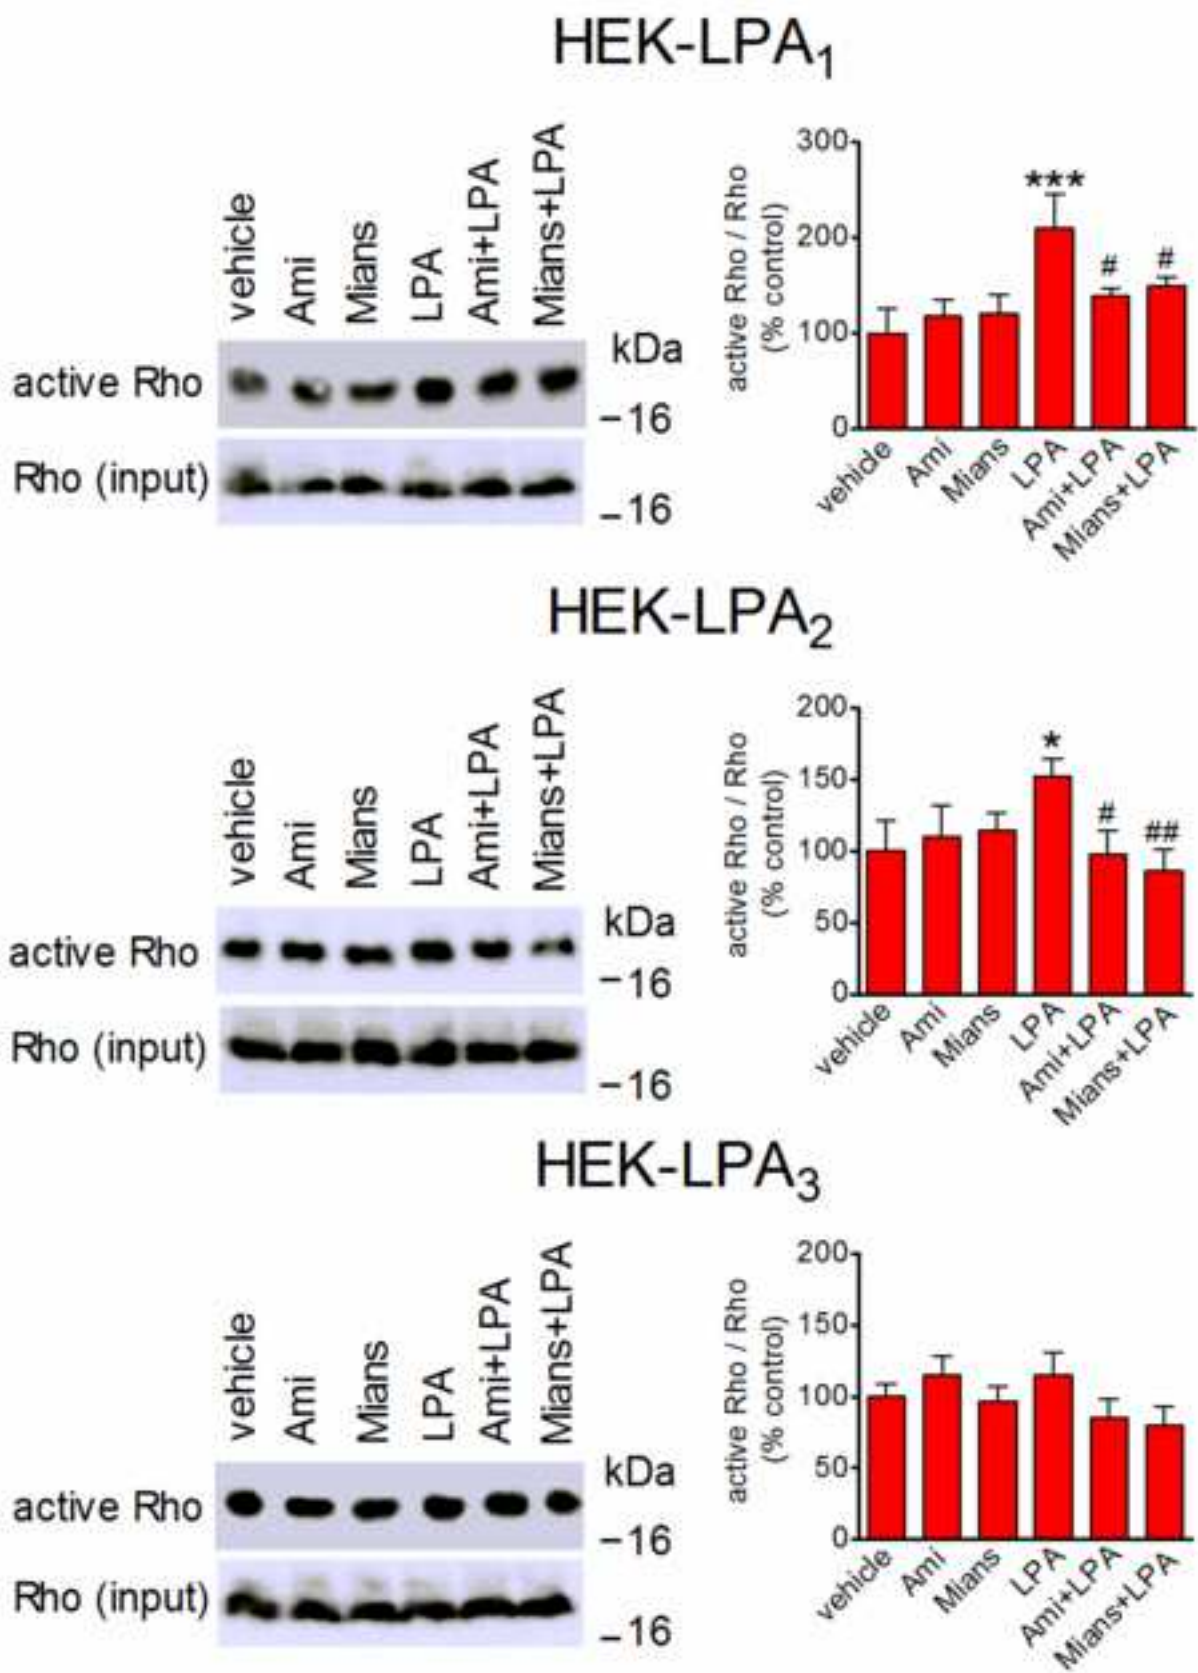 HEK-LPA₁
vehicle
Ami
Mians
LPA
Ami+LPA
Mians+LPA
kDa
active Rho
–16
Rho (input)
–16
active Rho / Rho
(% control)
300
200
100
0
***
#
#
vehicle
Ami
Mians
LPA
Ami+LPA
Mians+LPA
HEK-LPA₂
vehicle
Ami
Mians
LPA
Ami+LPA
Mians+LPA
kDa
active Rho
–16
Rho (input)
–16
active Rho / Rho
(% control)
200
150
100
50
0
*
#
##
vehicle
Ami
Mians
LPA
Ami+LPA
Mians+LPA
HEK-LPA₃
vehicle
Ami
Mians
LPA
Ami+LPA
Mians+LPA
kDa
active Rho
–16
Rho (input)
–16
active Rho / Rho
(% control)
200
150
100
50
0
vehicle
Ami
Mians
LPA
Ami+LPA
Mians+LPA